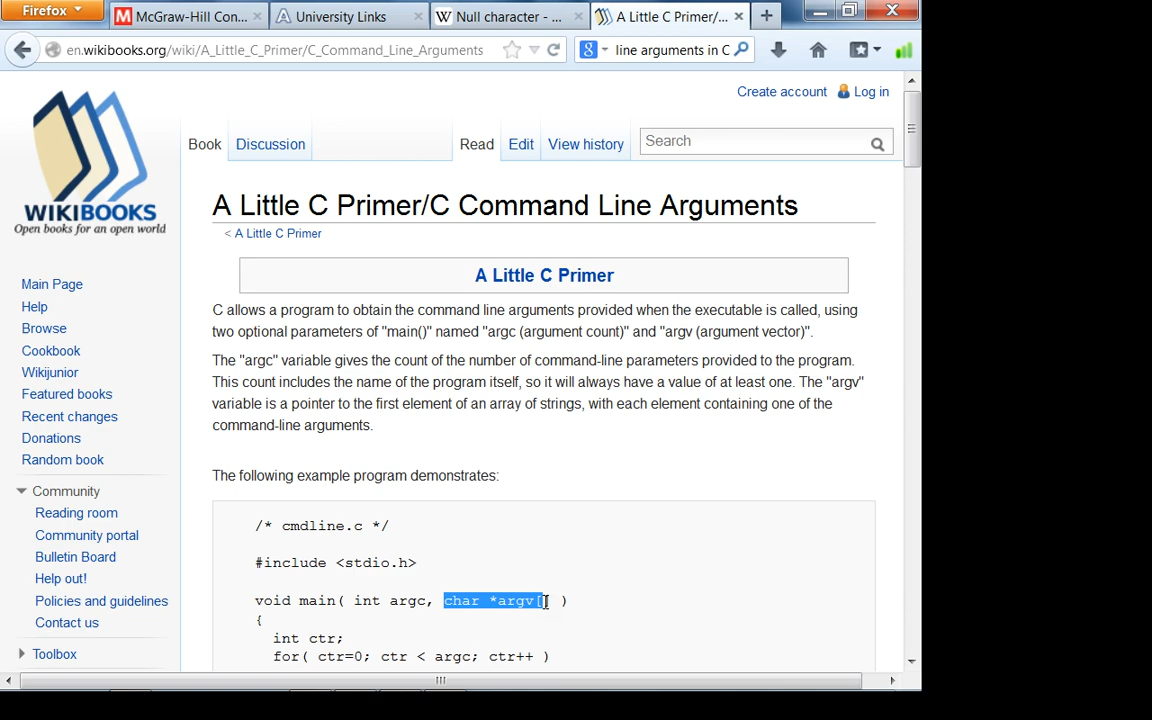 Firefox
McGraw-Hill Con...
University Links
Null character - ...
A Little C Primer/...
en.wikibooks.org/wiki/A_Little_C_Primer/C_Command_Line_Arguments
line arguments in C
Create account Log in
Book Discussion Read Edit View history Search
WIKIBOOKS
Open books for an open world
A Little C Primer/C Command Line Arguments
< A Little C Primer
A Little C Primer
C allows a program to obtain the command line arguments provided when the executable is called, using
two optional parameters of "main()" named "argc (argument count)" and "argv (argument vector)".
The "argc" variable gives the count of the number of command-line parameters provided to the program.
This count includes the name of the program itself, so it will always have a value of at least one. The "argv"
variable is a pointer to the first element of an array of strings, with each element containing one of the
command-line arguments.
The following example program demonstrates:
/* cmdline.c */
#include <stdio.h>
void main( int argc, char *argv[] )
{
int ctr;
for( ctr=0; ctr < argc; ctr++ )
Main Page
Help
Browse
Cookbook
Wikijunior
Featured books
Recent changes
Donations
Random book
Community
Reading room
Community portal
Bulletin Board
Help out!
Policies and guidelines
Contact us
Toolbox